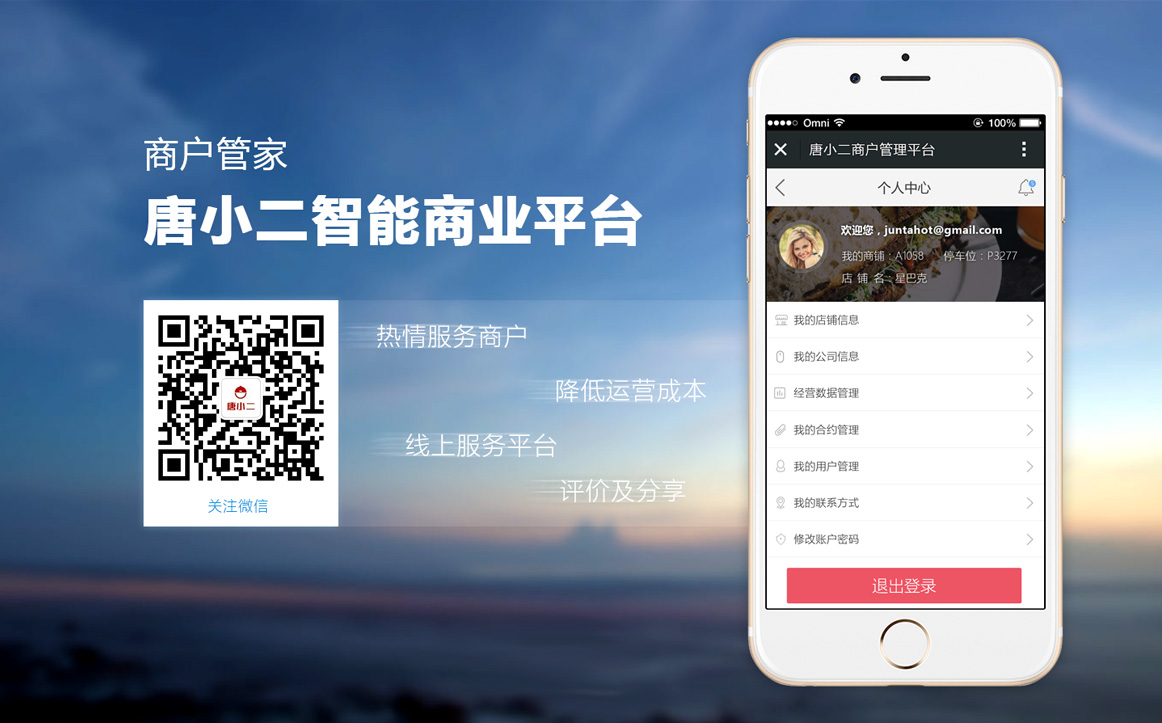 商户管家
唐小二智能商业平台
唐小二
关注微信
热情服务商户
降低运营成本
线上服务平台
评价及分享
Omni 100%
唐小二商户管理平台
个人中心
欢迎您，juntahot@gmail.com
我的商铺：A1058 停车位：P3277
店 铺 名：星巴克
我的店铺信息
我的公司信息
经营数据管理
我的合约管理
我的用户管理
我的联系方式
修改账户密码
退出登录